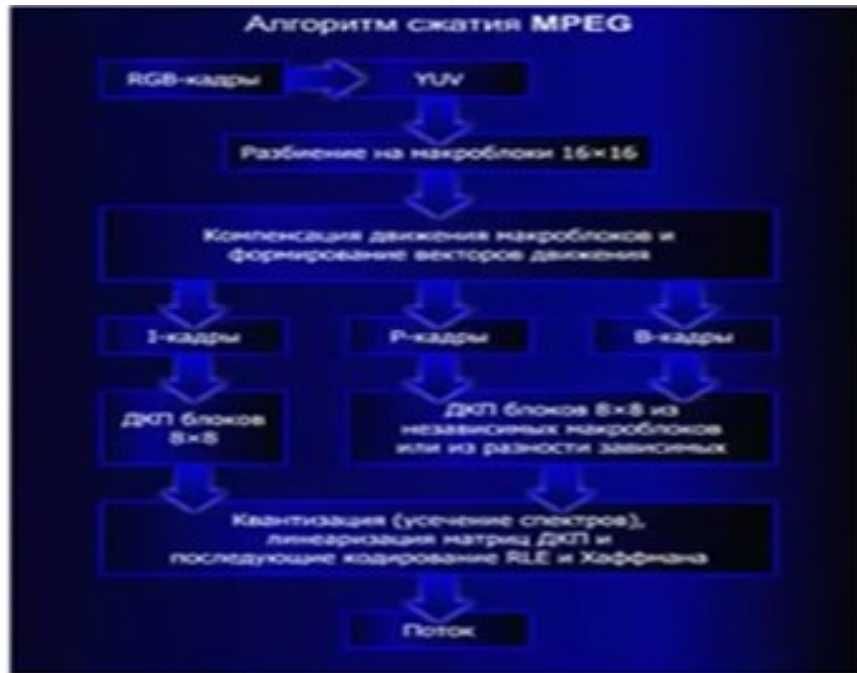 Алгоритм сжатия MPEG
RGB-кадры
YUV
Разбиение на макроблоки 16×16
Компенсация движения макроблоков и
формирование векторов движения
I-кадры
P-кадры
B-кадры
ДКП блоков
8×8
ДКП блоков 8×8 из
независимых макроблоков
или из разности зависимых
Квантизация (усечение спектров),
линеаризация матриц ДКП и
последующие кодирование RLE и Хаффмана
Поток